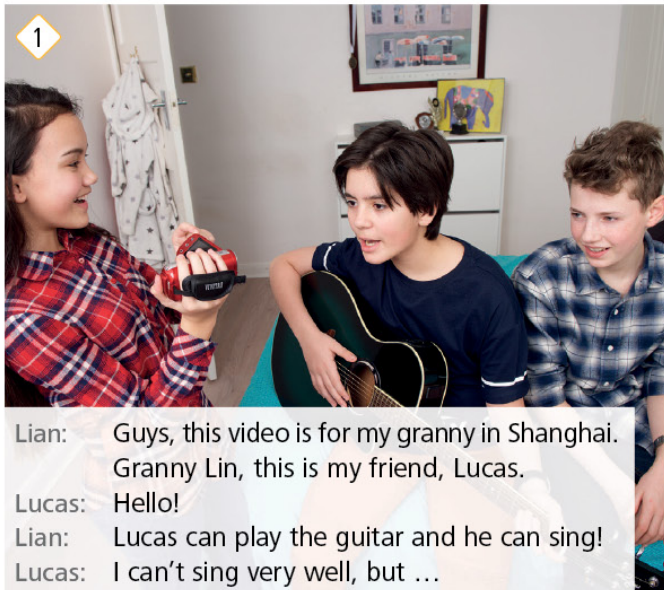 1
VIVITAR
Lian: Guys, this video is for my granny in Shanghai.
Granny Lin, this is my friend, Lucas.
Lucas: Hello!
Lian: Lucas can play the guitar and he can sing!
Lucas: I can't sing very well, but …